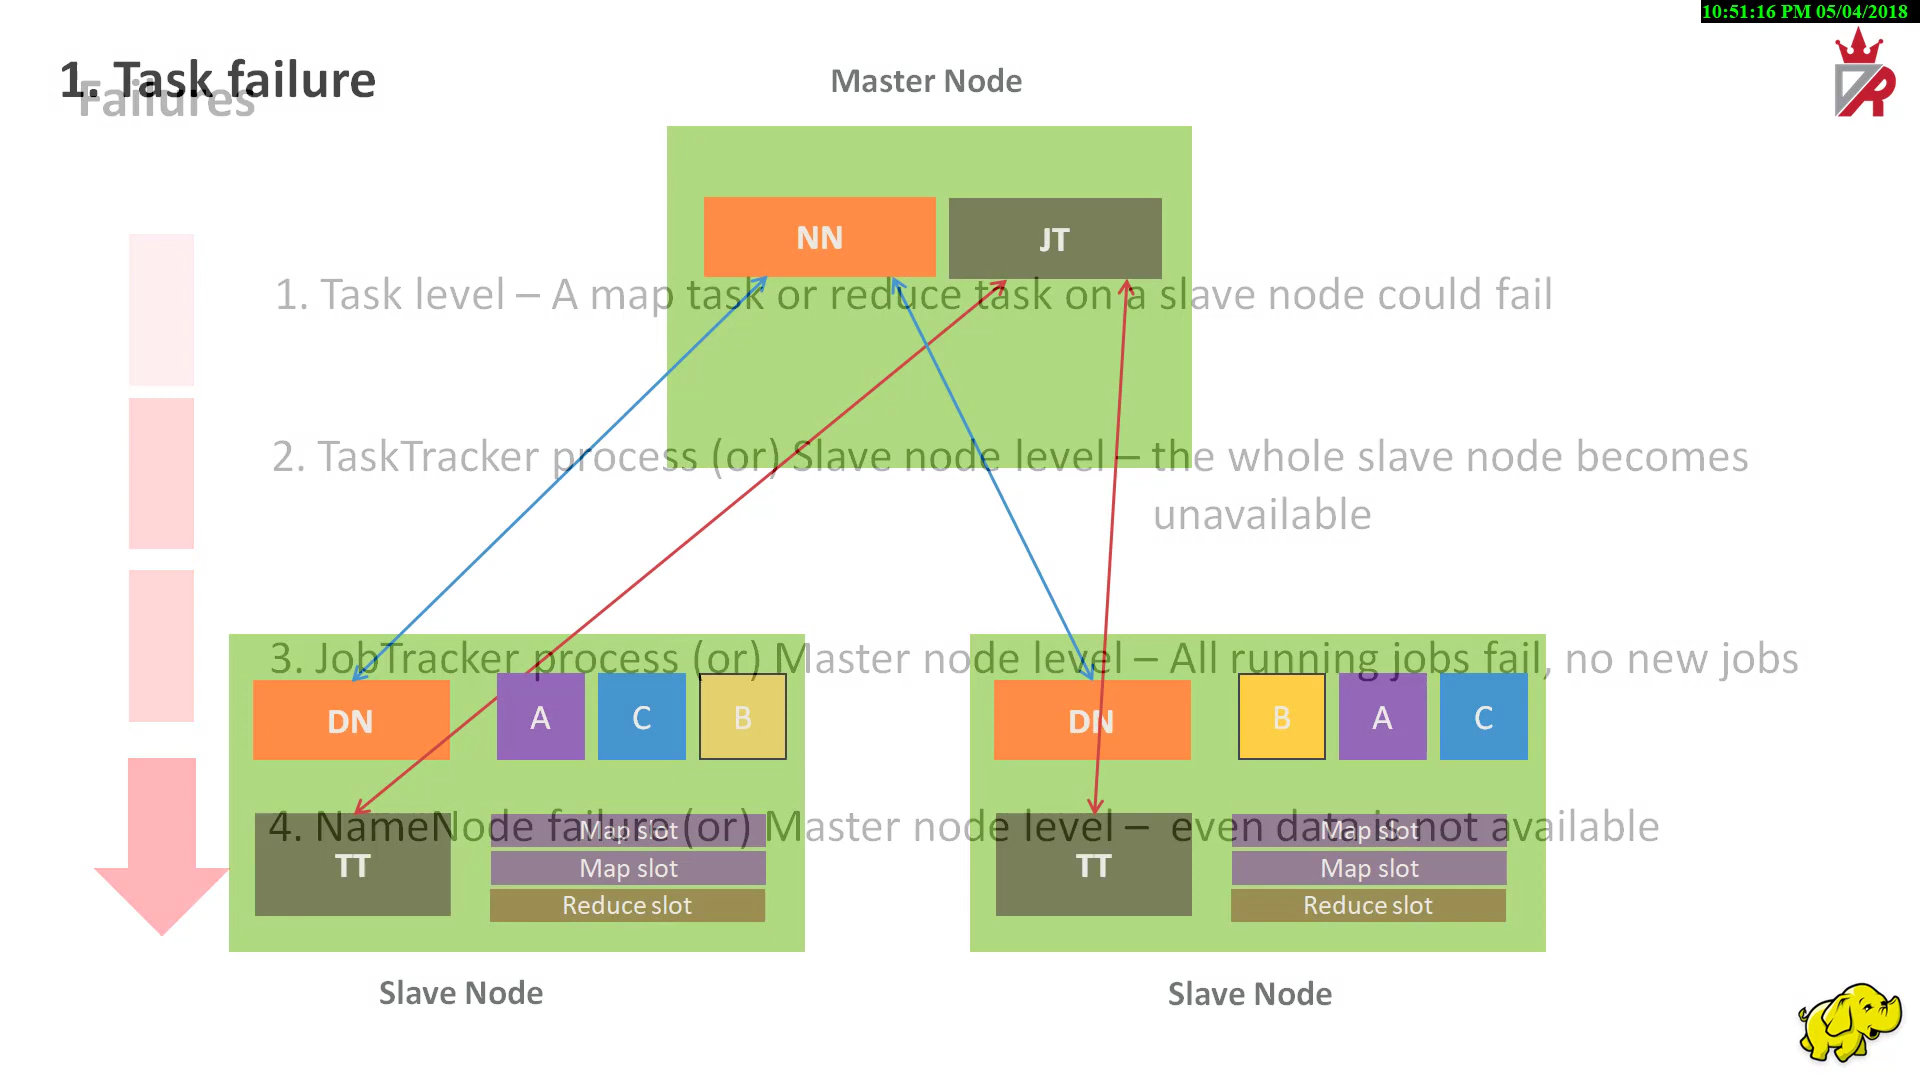 10:51:16 PM 05/04/2018
1. Task failure
Failures
Master Node
NN
JT
1. Task level – A map task or reduce task on a slave node could fail
2. TaskTracker process (or) Slave node level – the whole slave node becomes
unavailable
3. JobTracker process (or) Master node level – All running jobs fail, no new jobs
DN
A
C
B
DN
B
A
C
4. NameNode failure (or) Master node level – even data is not available
TT
Map slot
Map slot
Reduce slot
TT
Map slot
Map slot
Reduce slot
Slave Node
Slave Node